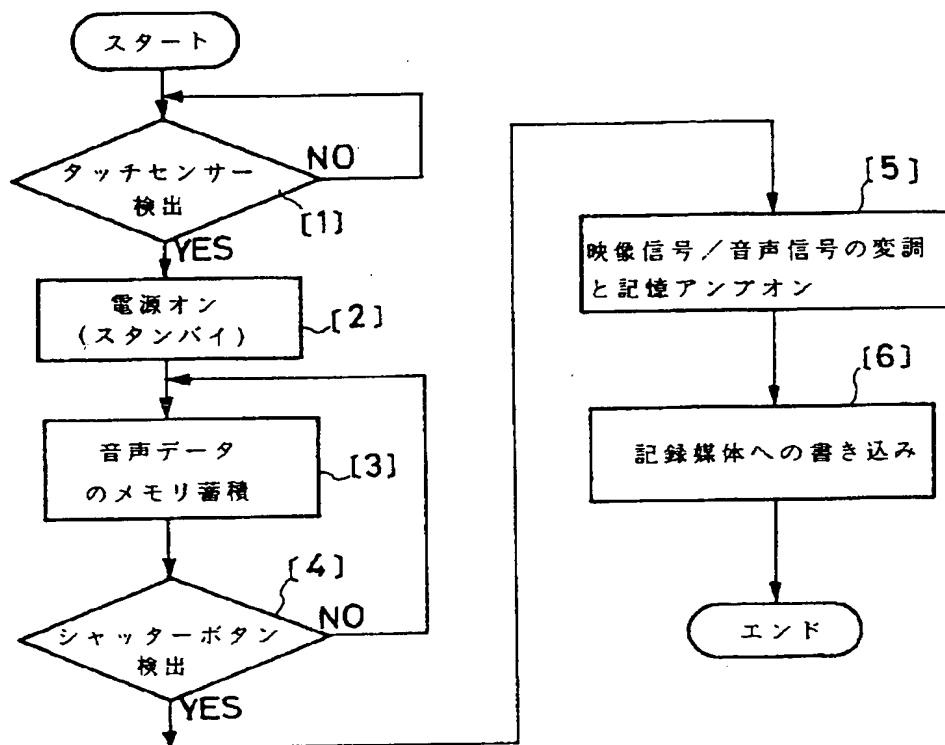 スタート
タッチセンサー
検出
NO
[1]
YES
電源オン
(スタンバイ)
[2]
音声データ
のメモリ蓄積
[3]
[4]
シャッターボタン
検出
NO
YES
[5]
映像信号/音声信号の変調
と記憶アンプオン
[6]
記録媒体への書き込み
エンド